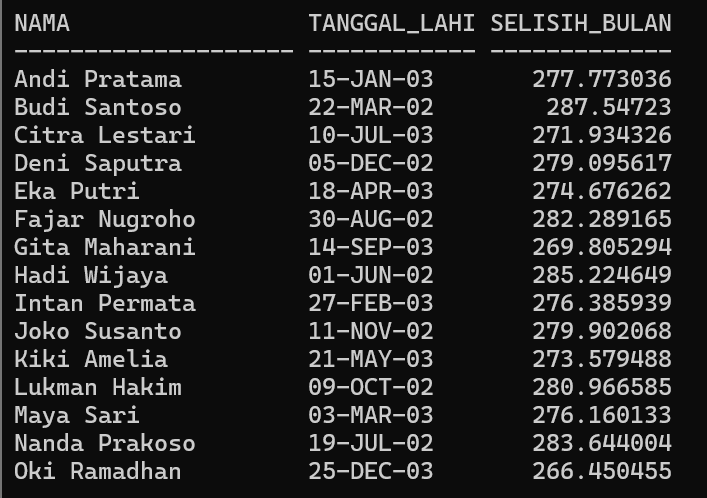 NAMA                 TANGGAL_LAHI SELISIH_BULAN
-------------------- ------------ -------------
Andi Pratama         15-JAN-03       277.773036
Budi Santoso         22-MAR-02        287.54723
Citra Lestari        10-JUL-03       271.934326
Deni Saputra         05-DEC-02       279.095617
Eka Putri            18-APR-03       274.676262
Fajar Nugroho        30-AUG-02       282.289165
Gita Maharani        14-SEP-03       269.805294
Hadi Wijaya          01-JUN-02       285.224649
Intan Permata        27-FEB-03       276.385939
Joko Susanto         11-NOV-02       279.902068
Kiki Amelia          21-MAY-03       273.579488
Lukman Hakim         09-OCT-02       280.966585
Maya Sari            03-MAR-03       276.160133
Nanda Prakoso        19-JUL-02       283.644004
Oki Ramadhan         25-DEC-03       266.450455